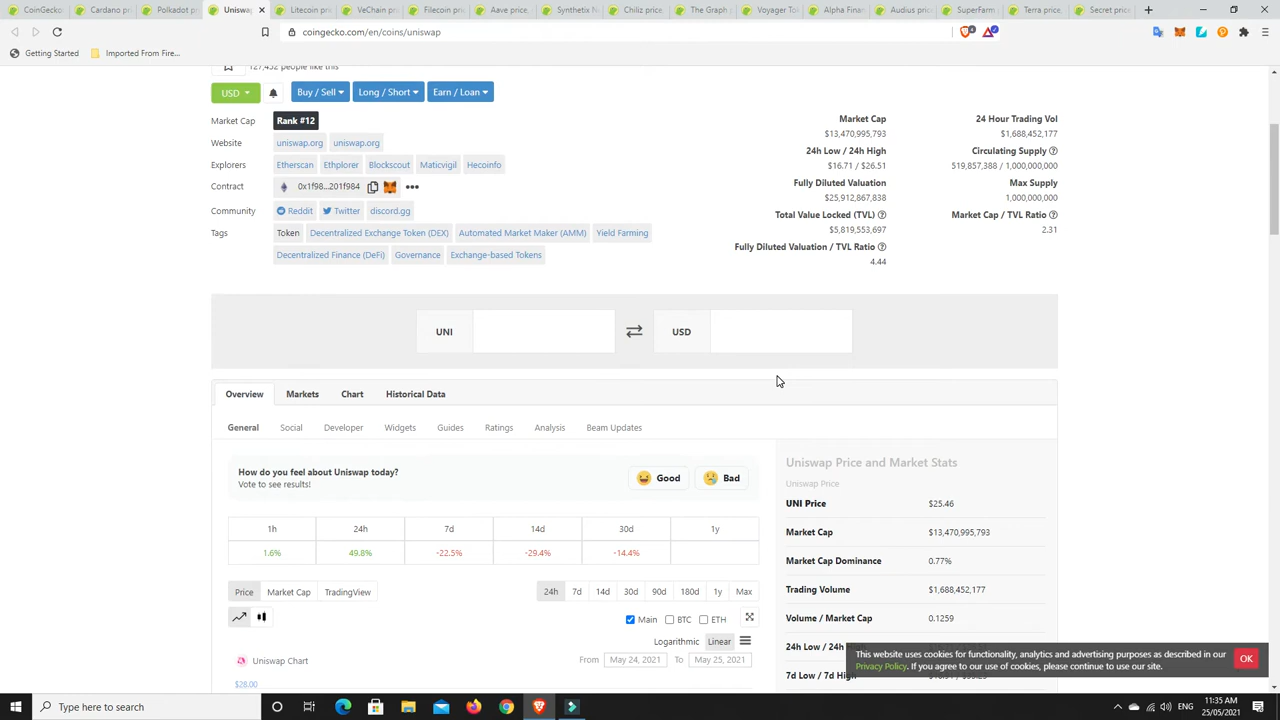 CoinGecko
Cardano pr
Polkadot pr
Uniswap
Litecoin pri
VeChain pri
Filecoin pri
Aave price,
Synthetix N
Chiliz price
The Graph
Voyager Tok
Alpha Finan
Audius pric
SuperFarm
Terra price,
Secret price
coingecko.com/en/coins/uniswap
Getting Started
Imported From Fire...
127,452 people like this
USD
Buy / Sell
Long / Short
Earn / Loan
Market Cap Rank #12
Website uniswap.org uniswap.org
Explorers Etherscan Ethplorer Blockscout Maticvigil Hecoinfo
Contract 0x1f98...201f984
Community Reddit Twitter discord.gg
Tags Token Decentralized Exchange Token (DEX) Automated Market Maker (AMM) Yield Farming
Decentralized Finance (DeFi) Governance Exchange-based Tokens
Market Cap
$13,470,995,793
24h Low / 24h High
$16.71 / $26.51
Fully Diluted Valuation
$25,912,867,838
Total Value Locked (TVL)
$5,819,553,697
Fully Diluted Valuation / TVL Ratio
4.44
24 Hour Trading Vol
$1,688,452,177
Circulating Supply
519,857,388 / 1,000,000,000
Max Supply
1,000,000,000
Market Cap / TVL Ratio
2.31
UNI
USD
Overview Markets Chart Historical Data
General Social Developer Widgets Guides Ratings Analysis Beam Updates
How do you feel about Uniswap today?
Vote to see results!
Good
Bad
1h 24h 7d 14d 30d 1y
1.6% 49.8% -22.5% -29.4% -14.4%
Price Market Cap TradingView
24h 7d 14d 30d 90d 180d 1y Max
Main BTC ETH
Logarithmic Linear
Uniswap Chart
From May 24, 2021 To May 25, 2021
$28.00
Uniswap Price and Market Stats
Uniswap Price
UNI Price $25.46
Market Cap $13,470,995,793
Market Cap Dominance 0.77%
Trading Volume $1,688,452,177
Volume / Market Cap 0.1259
24h Low / 24h
7d Low / 7d High
This website uses cookies for functionality, analytics and advertising purposes as described in our
Privacy Policy. If you agree to our use of cookies, please continue to use our site.
OK
Type here to search
ENG
11:35 AM
25/05/2021